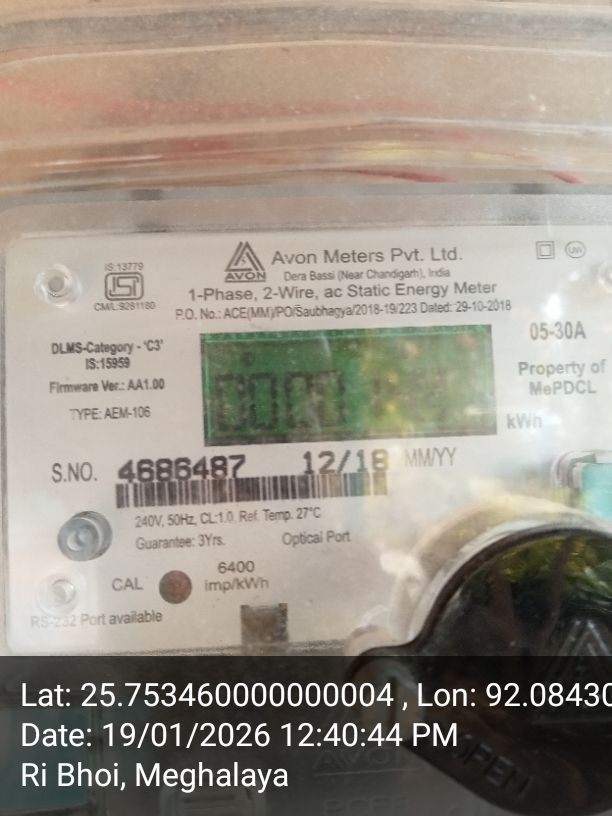 IS:13779
ISI
CM/L:9281180
AVON
Avon Meters Pvt. Ltd.
Dera Bassi (Near Chandigarh), India
1-Phase, 2-Wire, ac Static Energy Meter
P.O. No.: ACE(MM)/PO/Saubhagya/2018-19/223 Dated: 29-10-2018
05-30A
DLMS-Category - 'C3'
IS:15959
Firmware Ver.: AA1.00
TYPE: AEM-106
Property of
MePDCL
kWh
S.NO. 4686487 12/18 MM/YY
240V, 50Hz, CL:1.0, Ref. Temp. 27°C
Guarantee: 3Yrs. Optical Port
CAL 6400
imp/kWh
RS-232 Port available
OPEN
Lat: 25.753460000000004 , Lon: 92.08430
Date: 19/01/2026 12:40:44 PM
Ri Bhoi, Meghalaya